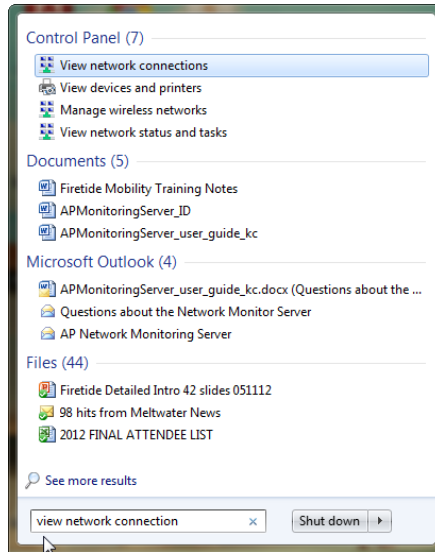 Control Panel (7)
View network connections
View devices and printers
Manage wireless networks
View network status and tasks
Documents (5)
Firetide Mobility Training Notes
APMonitoringServer_ID
APMonitoringServer_user_guide_kc
Microsoft Outlook (4)
APMonitoringServer_user_guide_kc.docx (Questions about the ...
Questions about the Network Monitor Server
AP Network Monitoring Server
Files (44)
Firetide Detailed Intro 42 slides 051112
98 hits from Meltwater News
2012 FINAL ATTENDEE LIST
See more results
view network connection × Shut down